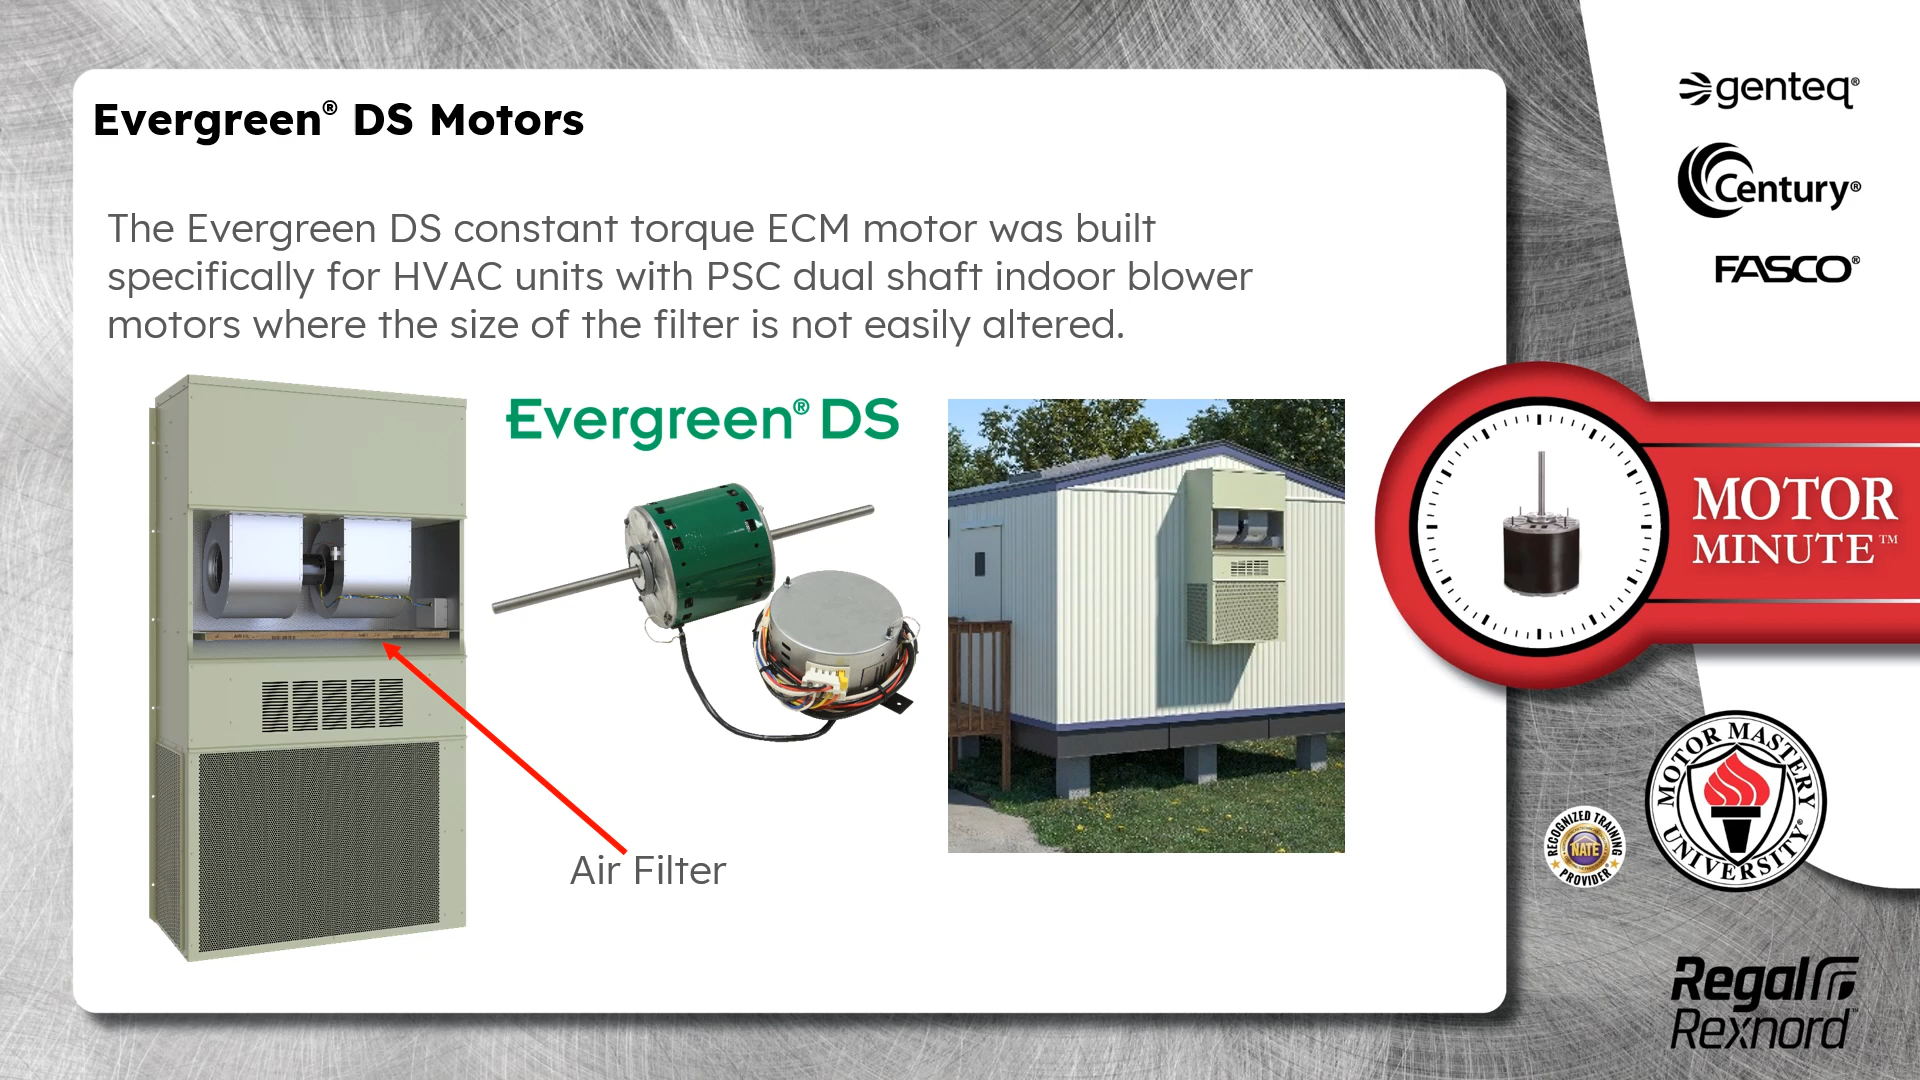 Evergreen® DS Motors
The Evergreen DS constant torque ECM motor was built
specifically for HVAC units with PSC dual shaft indoor blower
motors where the size of the filter is not easily altered.
Evergreen® DS
Air Filter
genteq®
Century®
FASCO®
MOTOR
MINUTE™
MOTOR MASTERY
UNIVERSITY®
RECOGNIZED TRAINING
NATE
PROVIDER
Regal
Rexnord